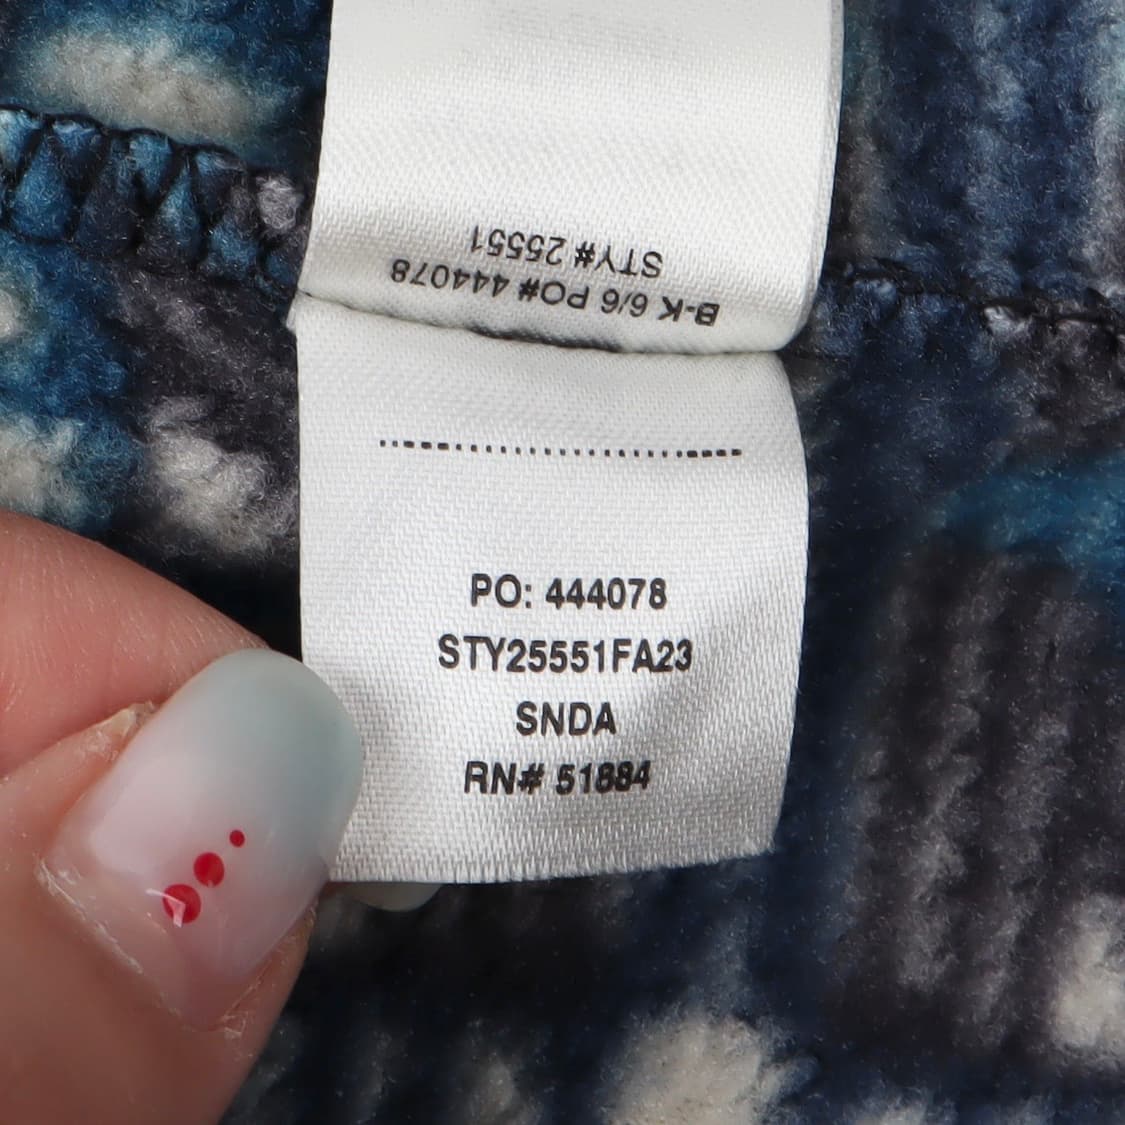 STY# 25551
B-K 6/6 PO# 444078
PO: 444078
STY25551FA23
SNDA
RN# 51884